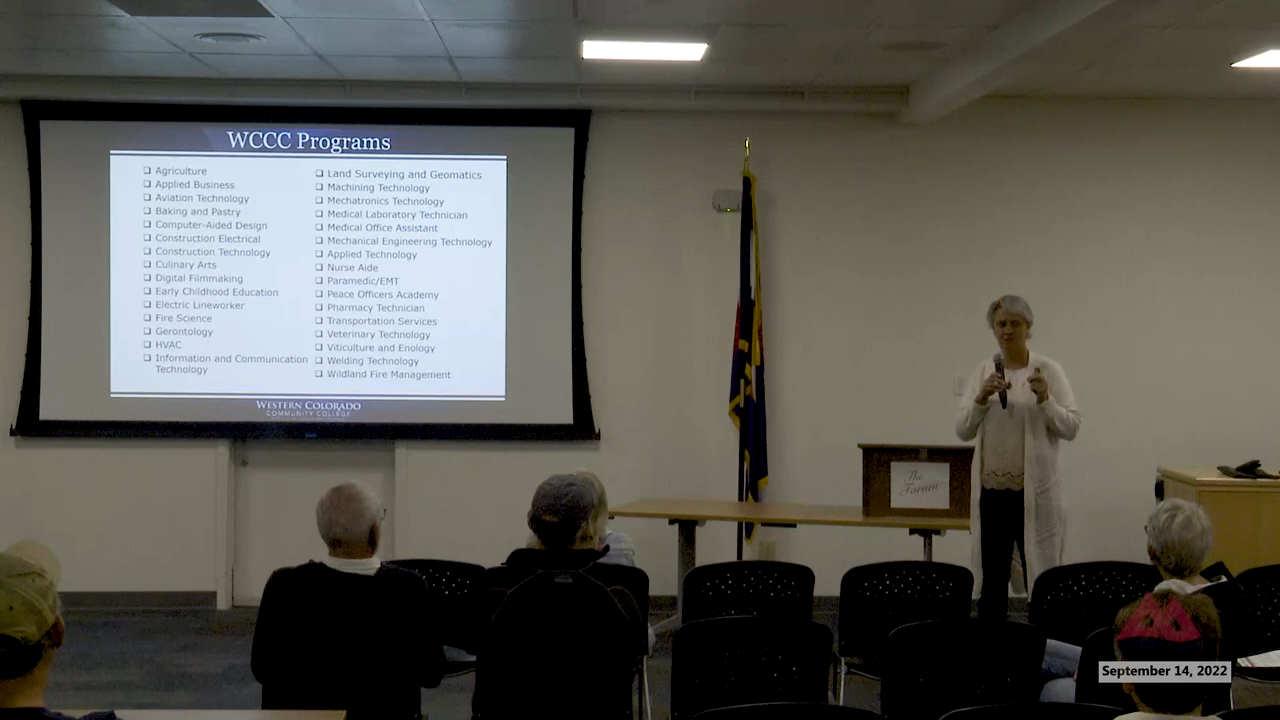 WCCC Programs
Agriculture
Applied Business
Aviation Technology
Baking and Pastry
Computer-Aided Design
Construction Electrical
Construction Technology
Culinary Arts
Digital Filmmaking
Early Childhood Education
Electric Lineworker
Fire Science
Gerontology
HVAC
Information and Communication
Technology
Land Surveying and Geomatics
Machining Technology
Mechatronics Technology
Medical Laboratory Technician
Medical Office Assistant
Mechanical Engineering Technology
Applied Technology
Nurse Aide
Paramedic/EMT
Peace Officers Academy
Pharmacy Technician
Transportation Services
Veterinary Technology
Viticulture and Enology
Welding Technology
Wildland Fire Management
WESTERN COLORADO
COMMUNITY COLLEGE
The
Forum
September 14, 2022